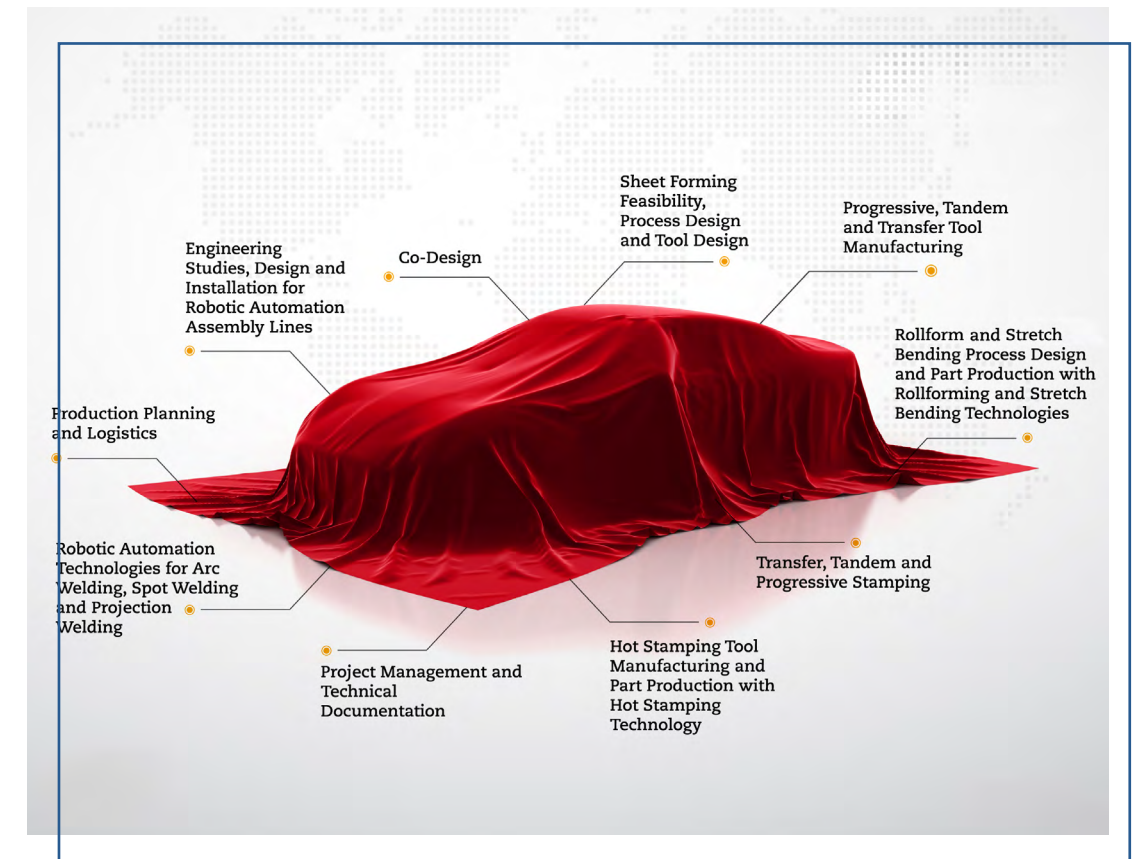 Sheet Forming
Feasibility,
Process Design
and Tool Design
Progressive, Tandem
and Transfer Tool
Manufacturing
Engineering
Studies, Design and
Installation for
Robotic Automation
Assembly Lines
Co-Design
Rollform and Stretch
Bending Process Design
and Part Production with
Rollforming and Stretch
Bending Technologies
Production Planning
and Logistics
Robotic Automation
Technologies for Arc
Welding, Spot Welding
and Projection
Welding
Transfer, Tandem and
Progressive Stamping
Project Management and
Technical
Documentation
Hot Stamping Tool
Manufacturing and
Part Production with
Hot Stamping
Technology